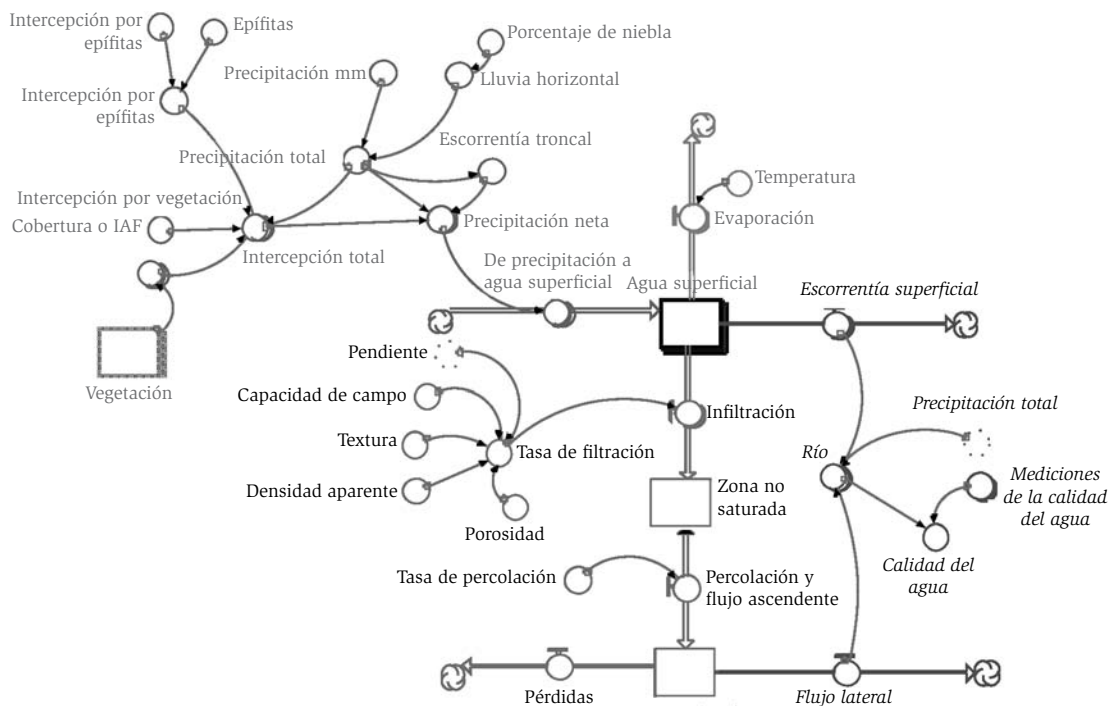 Intercepción por
epífitas
Epífitas
Porcentaje de niebla
Precipitación mm
Lluvia horizontal
Intercepción por
epífitas
Escorrentía troncal
Precipitación total
Temperatura
Intercepción por vegetación
Cobertura o IAF
Precipitación neta
Evaporación
Intercepción total
De precipitación a
agua superficial
Agua superficial
Escorrentía superficial
Pendiente
Vegetación
Capacidad de campo
Infiltración
Precipitación total
Textura
Tasa de filtración
Río
Densidad aparente
Zona no
saturada
Mediciones
de la calidad
del agua
Porosidad
Calidad del
agua
Tasa de percolación
Percolación y
flujo ascendente
Pérdidas
Flujo lateral